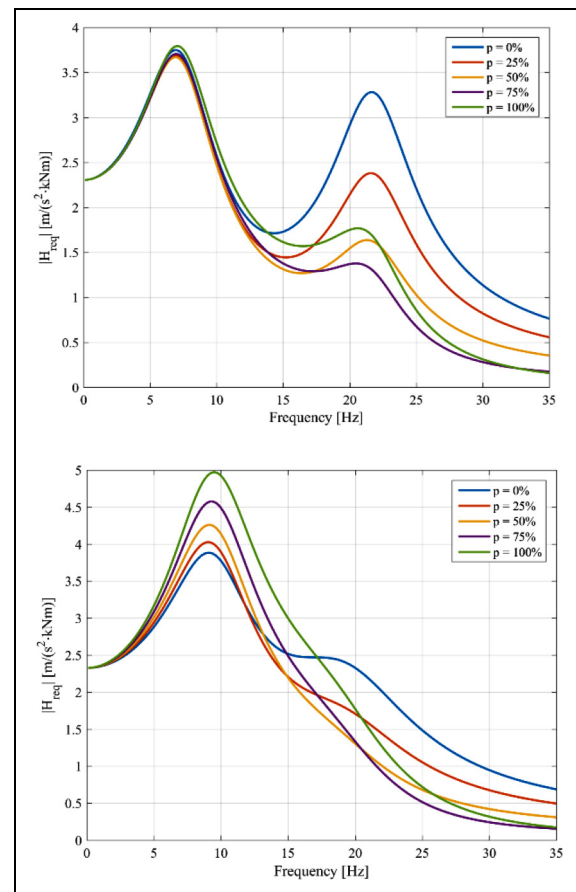 4
3.5
3
2.5
2
1.5
1
0.5
0
|H_req| [m/(s²·kNm)]
p = 0%
p = 25%
p = 50%
p = 75%
p = 100%
0 5 10 15 20 25 30 35
Frequency [Hz]
5
4.5
4
3.5
3
2.5
2
1.5
1
0.5
0
|H_req| [m/(s²·kNm)]
p = 0%
p = 25%
p = 50%
p = 75%
p = 100%
0 5 10 15 20 25 30 35
Frequency [Hz]